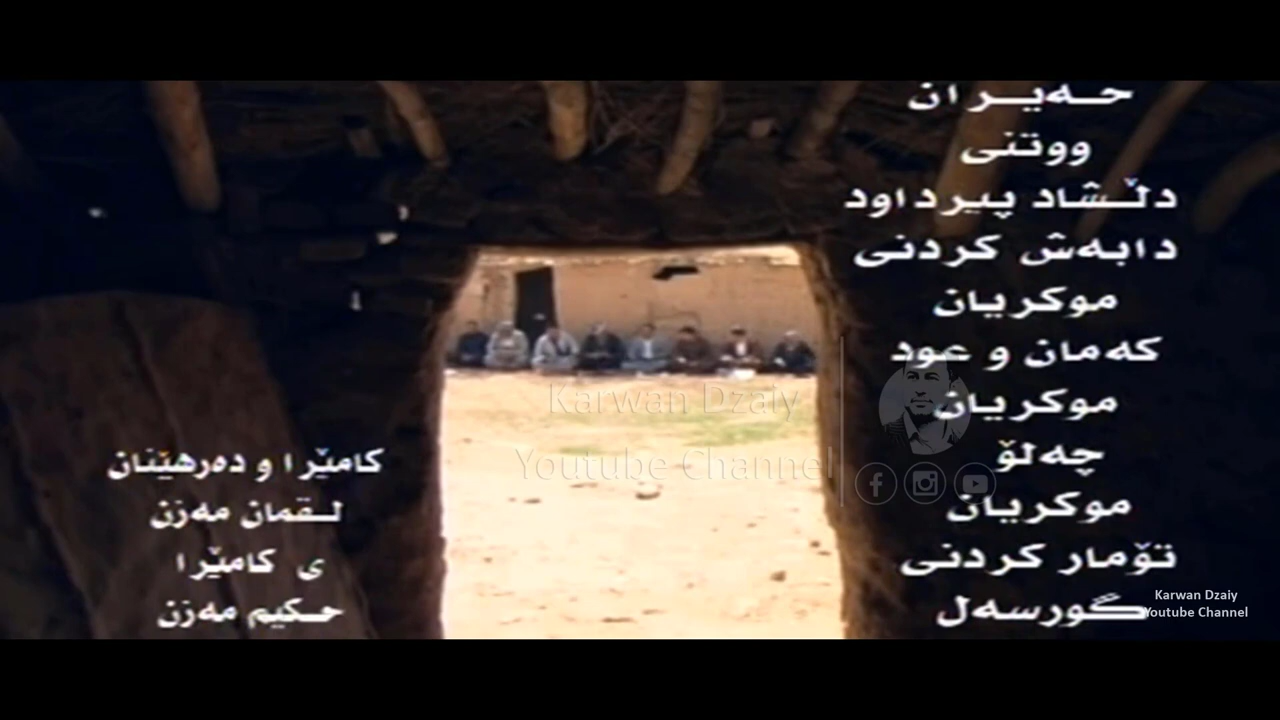 حەیران
ووتنی
دڵشاد پیرداود
دابەش کردنی
موکریان
کەمان و عود
موکریان
چەلۆ
موکریان
تۆمار کردنی
گورسەل
کامێرا و دەرهێنان
لقمان مەزن
ی کامێرا
حکیم مەزن
Karwan Dzaiy
Youtube Channel
Karwan Dzaiy
Youtube Channel